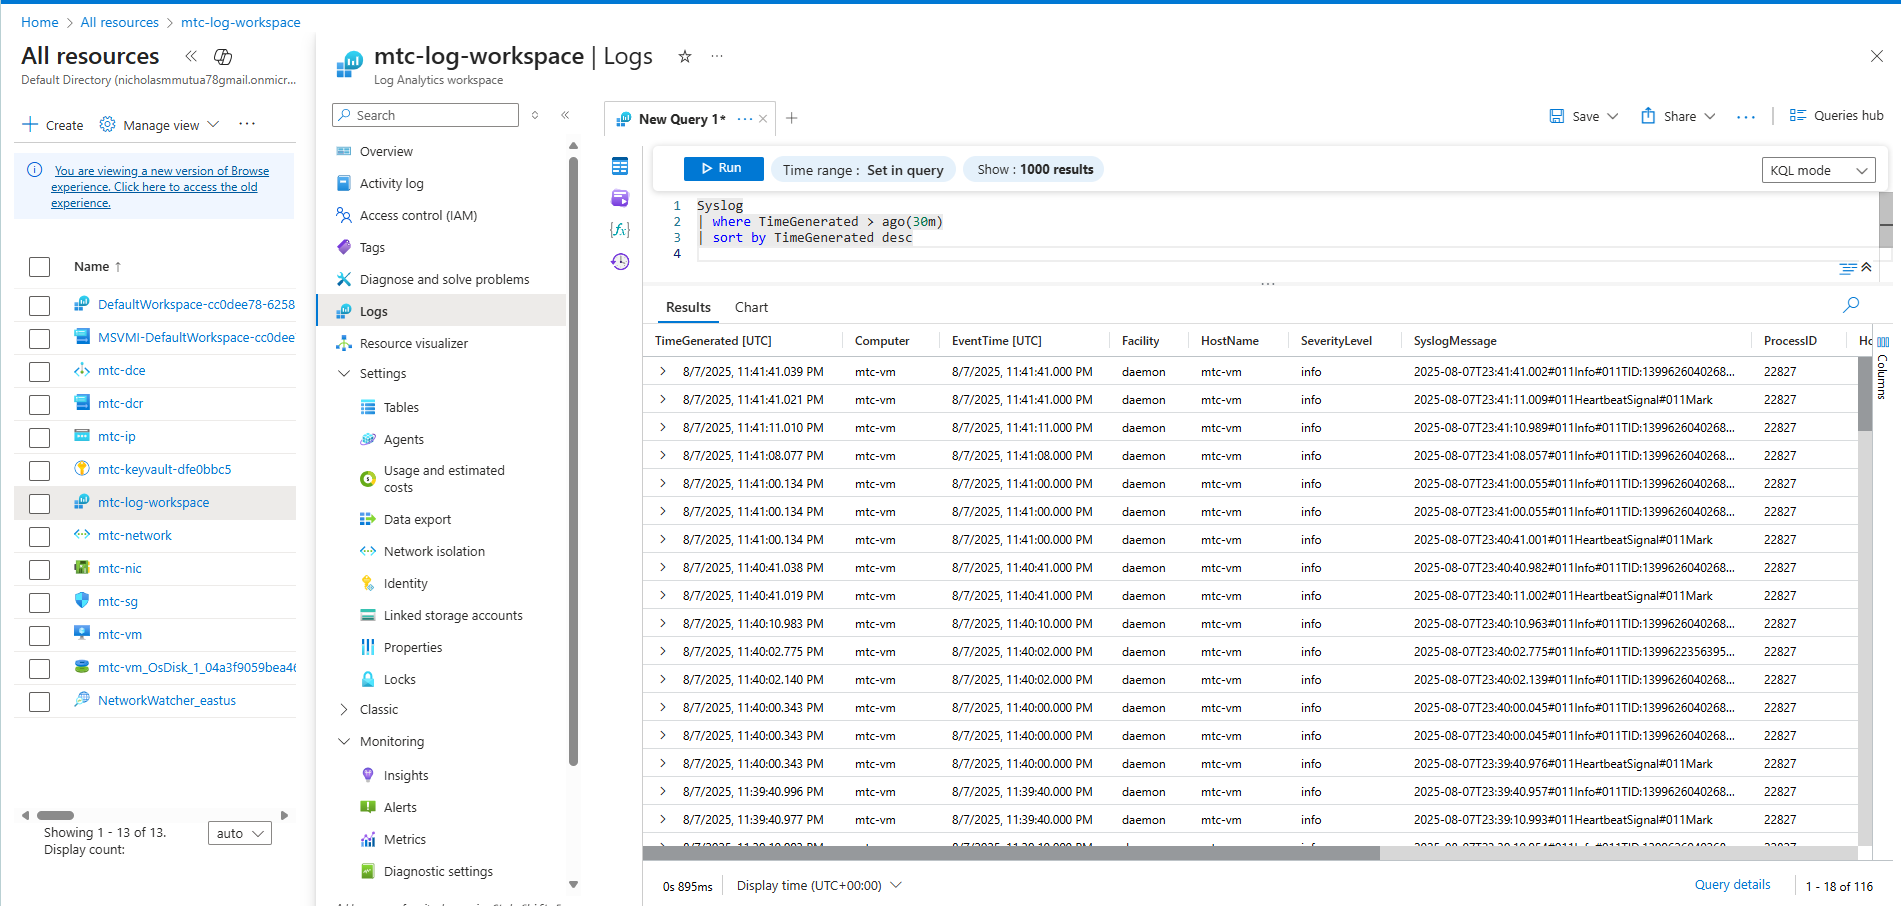 Home > All resources > mtc-log-workspace
All resources
Default Directory (nicholasmmutua78gmail.onmicr...
Create
Manage view
You are viewing a new version of Browse
experience. Click here to access the old
experience.
Name ↑
DefaultWorkspace-cc0dee78-6258
MSVMI-DefaultWorkspace-cc0dee
mtc-dce
mtc-dcr
mtc-ip
mtc-keyvault-dfe0bbc5
mtc-log-workspace
mtc-network
mtc-nic
mtc-sg
mtc-vm
mtc-vm_OsDisk_1_04a3f9059bea46
NetworkWatcher_eastus
Showing 1 - 13 of 13.
Display count:
auto
mtc-log-workspace | Logs
Log Analytics workspace
Search
Overview
Activity log
Access control (IAM)
Tags
Diagnose and solve problems
Logs
Resource visualizer
Settings
Tables
Agents
Usage and estimated
costs
Data export
Network isolation
Identity
Linked storage accounts
Properties
Locks
Classic
Monitoring
Insights
Alerts
Metrics
Diagnostic settings
New Query 1*
Save
Share
Queries hub
Run
Time range : Set in query
Show : 1000 results
KQL mode
1 Syslog
2 | where TimeGenerated > ago(30m)
3 | sort by TimeGenerated desc
4
Results Chart
TimeGenerated [UTC] Computer EventTime [UTC] Facility HostName SeverityLevel SyslogMessage ProcessID Ho
8/7/2025, 11:41:41.039 PM mtc-vm 8/7/2025, 11:41:41.000 PM daemon mtc-vm info 2025-08-07T23:41:41.002#011Info#011TID:1399626040268... 22827
8/7/2025, 11:41:41.021 PM mtc-vm 8/7/2025, 11:41:41.000 PM daemon mtc-vm info 2025-08-07T23:41:11.009#011HeartbeatSignal#011Mark 22827
8/7/2025, 11:41:11.010 PM mtc-vm 8/7/2025, 11:41:11.000 PM daemon mtc-vm info 2025-08-07T23:41:10.989#011Info#011TID:1399626040268... 22827
8/7/2025, 11:41:08.077 PM mtc-vm 8/7/2025, 11:41:08.000 PM daemon mtc-vm info 2025-08-07T23:41:08.057#011Info#011TID:1399626040268... 22827
8/7/2025, 11:41:00.134 PM mtc-vm 8/7/2025, 11:41:00.000 PM daemon mtc-vm info 2025-08-07T23:41:00.055#011Info#011TID:1399626040268... 22827
8/7/2025, 11:41:00.134 PM mtc-vm 8/7/2025, 11:41:00.000 PM daemon mtc-vm info 2025-08-07T23:41:00.055#011Info#011TID:1399626040268... 22827
8/7/2025, 11:41:00.134 PM mtc-vm 8/7/2025, 11:41:00.000 PM daemon mtc-vm info 2025-08-07T23:40:41.001#011HeartbeatSignal#011Mark 22827
8/7/2025, 11:40:41.038 PM mtc-vm 8/7/2025, 11:40:41.000 PM daemon mtc-vm info 2025-08-07T23:40:40.982#011Info#011TID:1399626040268... 22827
8/7/2025, 11:40:41.019 PM mtc-vm 8/7/2025, 11:40:41.000 PM daemon mtc-vm info 2025-08-07T23:40:11.002#011HeartbeatSignal#011Mark 22827
8/7/2025, 11:40:10.983 PM mtc-vm 8/7/2025, 11:40:10.000 PM daemon mtc-vm info 2025-08-07T23:40:10.963#011Info#011TID:1399626040268... 22827
8/7/2025, 11:40:02.775 PM mtc-vm 8/7/2025, 11:40:02.000 PM daemon mtc-vm info 2025-08-07T23:40:02.775#011Info#011TID:1399622356395... 22827
8/7/2025, 11:40:02.140 PM mtc-vm 8/7/2025, 11:40:02.000 PM daemon mtc-vm info 2025-08-07T23:40:02.139#011Info#011TID:1399626040268... 22827
8/7/2025, 11:40:00.343 PM mtc-vm 8/7/2025, 11:40:00.000 PM daemon mtc-vm info 2025-08-07T23:40:00.045#011Info#011TID:1399626040268... 22827
8/7/2025, 11:40:00.343 PM mtc-vm 8/7/2025, 11:40:00.000 PM daemon mtc-vm info 2025-08-07T23:40:00.045#011Info#011TID:1399626040268... 22827
8/7/2025, 11:40:00.343 PM mtc-vm 8/7/2025, 11:40:00.000 PM daemon mtc-vm info 2025-08-07T23:39:40.976#011HeartbeatSignal#011Mark 22827
8/7/2025, 11:39:40.996 PM mtc-vm 8/7/2025, 11:39:40.000 PM daemon mtc-vm info 2025-08-07T23:39:40.957#011Info#011TID:1399626040268... 22827
8/7/2025, 11:39:40.977 PM mtc-vm 8/7/2025, 11:39:40.000 PM daemon mtc-vm info 2025-08-07T23:39:10.993#011HeartbeatSignal#011Mark 22827
Columns
0s 895ms
Display time (UTC+00:00)
Query details
1 - 18 of 116